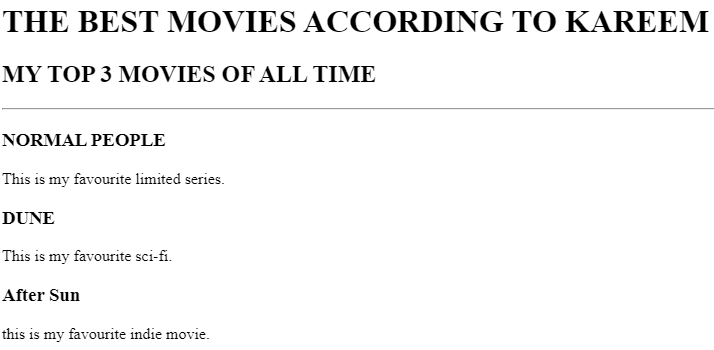 THE BEST MOVIES ACCORDING TO KAREEM
MY TOP 3 MOVIES OF ALL TIME
NORMAL PEOPLE
This is my favourite limited series.
DUNE
This is my favourite sci-fi.
After Sun
this is my favourite indie movie.